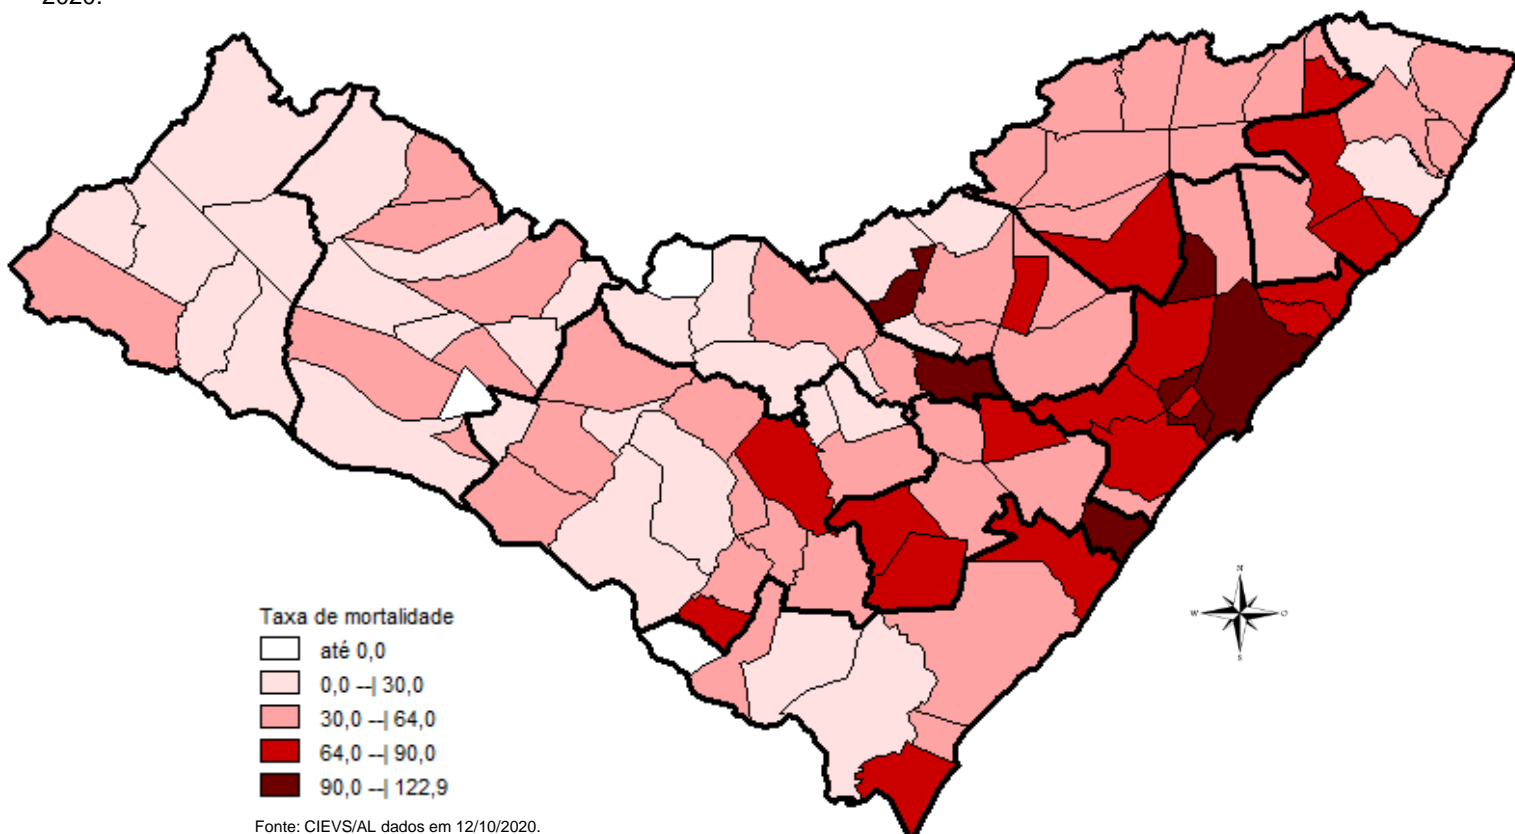 2020.
Taxa de mortalidade
até 0,0
0,0 --| 30,0
30,0 --| 64,0
64,0 --| 90,0
90,0 --| 122,9
Fonte: CIEVS/AL dados em 12/10/2020.
N
W
O
S